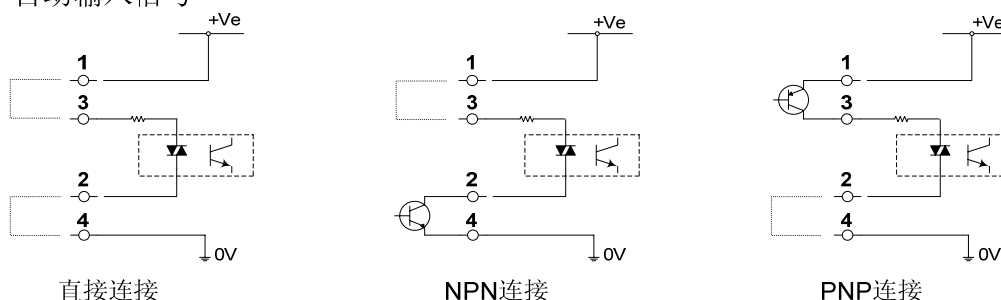 自动输入信号
+Ve +Ve +Ve
1 1 1
3 3 3
2 2 2
4 4 4
0V 0V 0V
直接连接 NPN连接 PNP连接